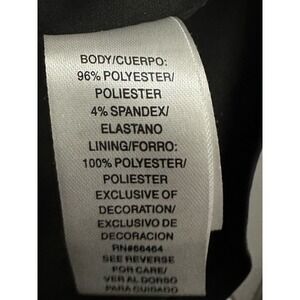 BODY/CUERPO:
96% POLYESTER/
POLIESTER
4% SPANDEX/
ELASTANO
LINING/FORRO:
100% POLYESTER/
POLIESTER
EXCLUSIVE OF
DECORATION/
EXCLUSIVO DE
DECORACION
RN#66464
SEE REVERSE
FOR CARE/
VER AL DORSO
PARA CUIDADO